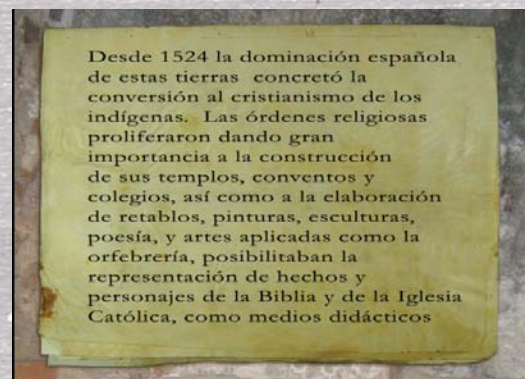 Desde 1524 la dominación española
de estas tierras concretó la
conversión al cristianismo de los
indígenas. Las órdenes religiosas
proliferaron dando gran
importancia a la construcción
de sus templos, conventos y
colegios, así como a la elaboración
de retablos, pinturas, esculturas,
poesía, y artes aplicadas como la
orfebrería, posibilitaban la
representación de hechos y
personajes de la Biblia y de la Iglesia
Católica, como medios didácticos